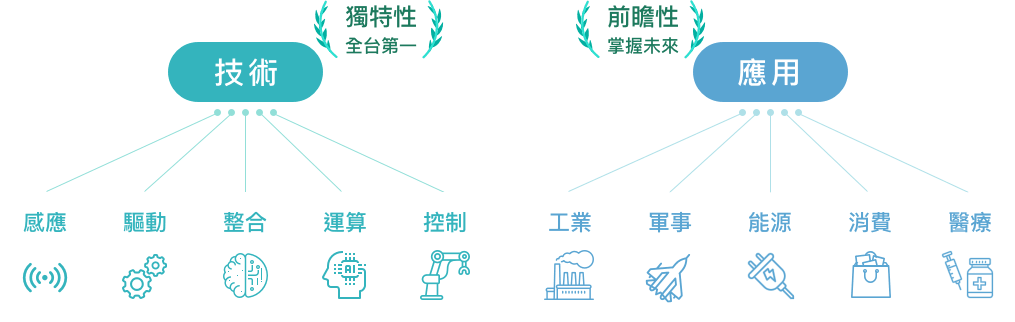 獨特性
全台第一
技術
感應
驅動
整合
運算
AI
控制
前瞻性
掌握未來
應用
工業
軍事
能源
消費
醫療